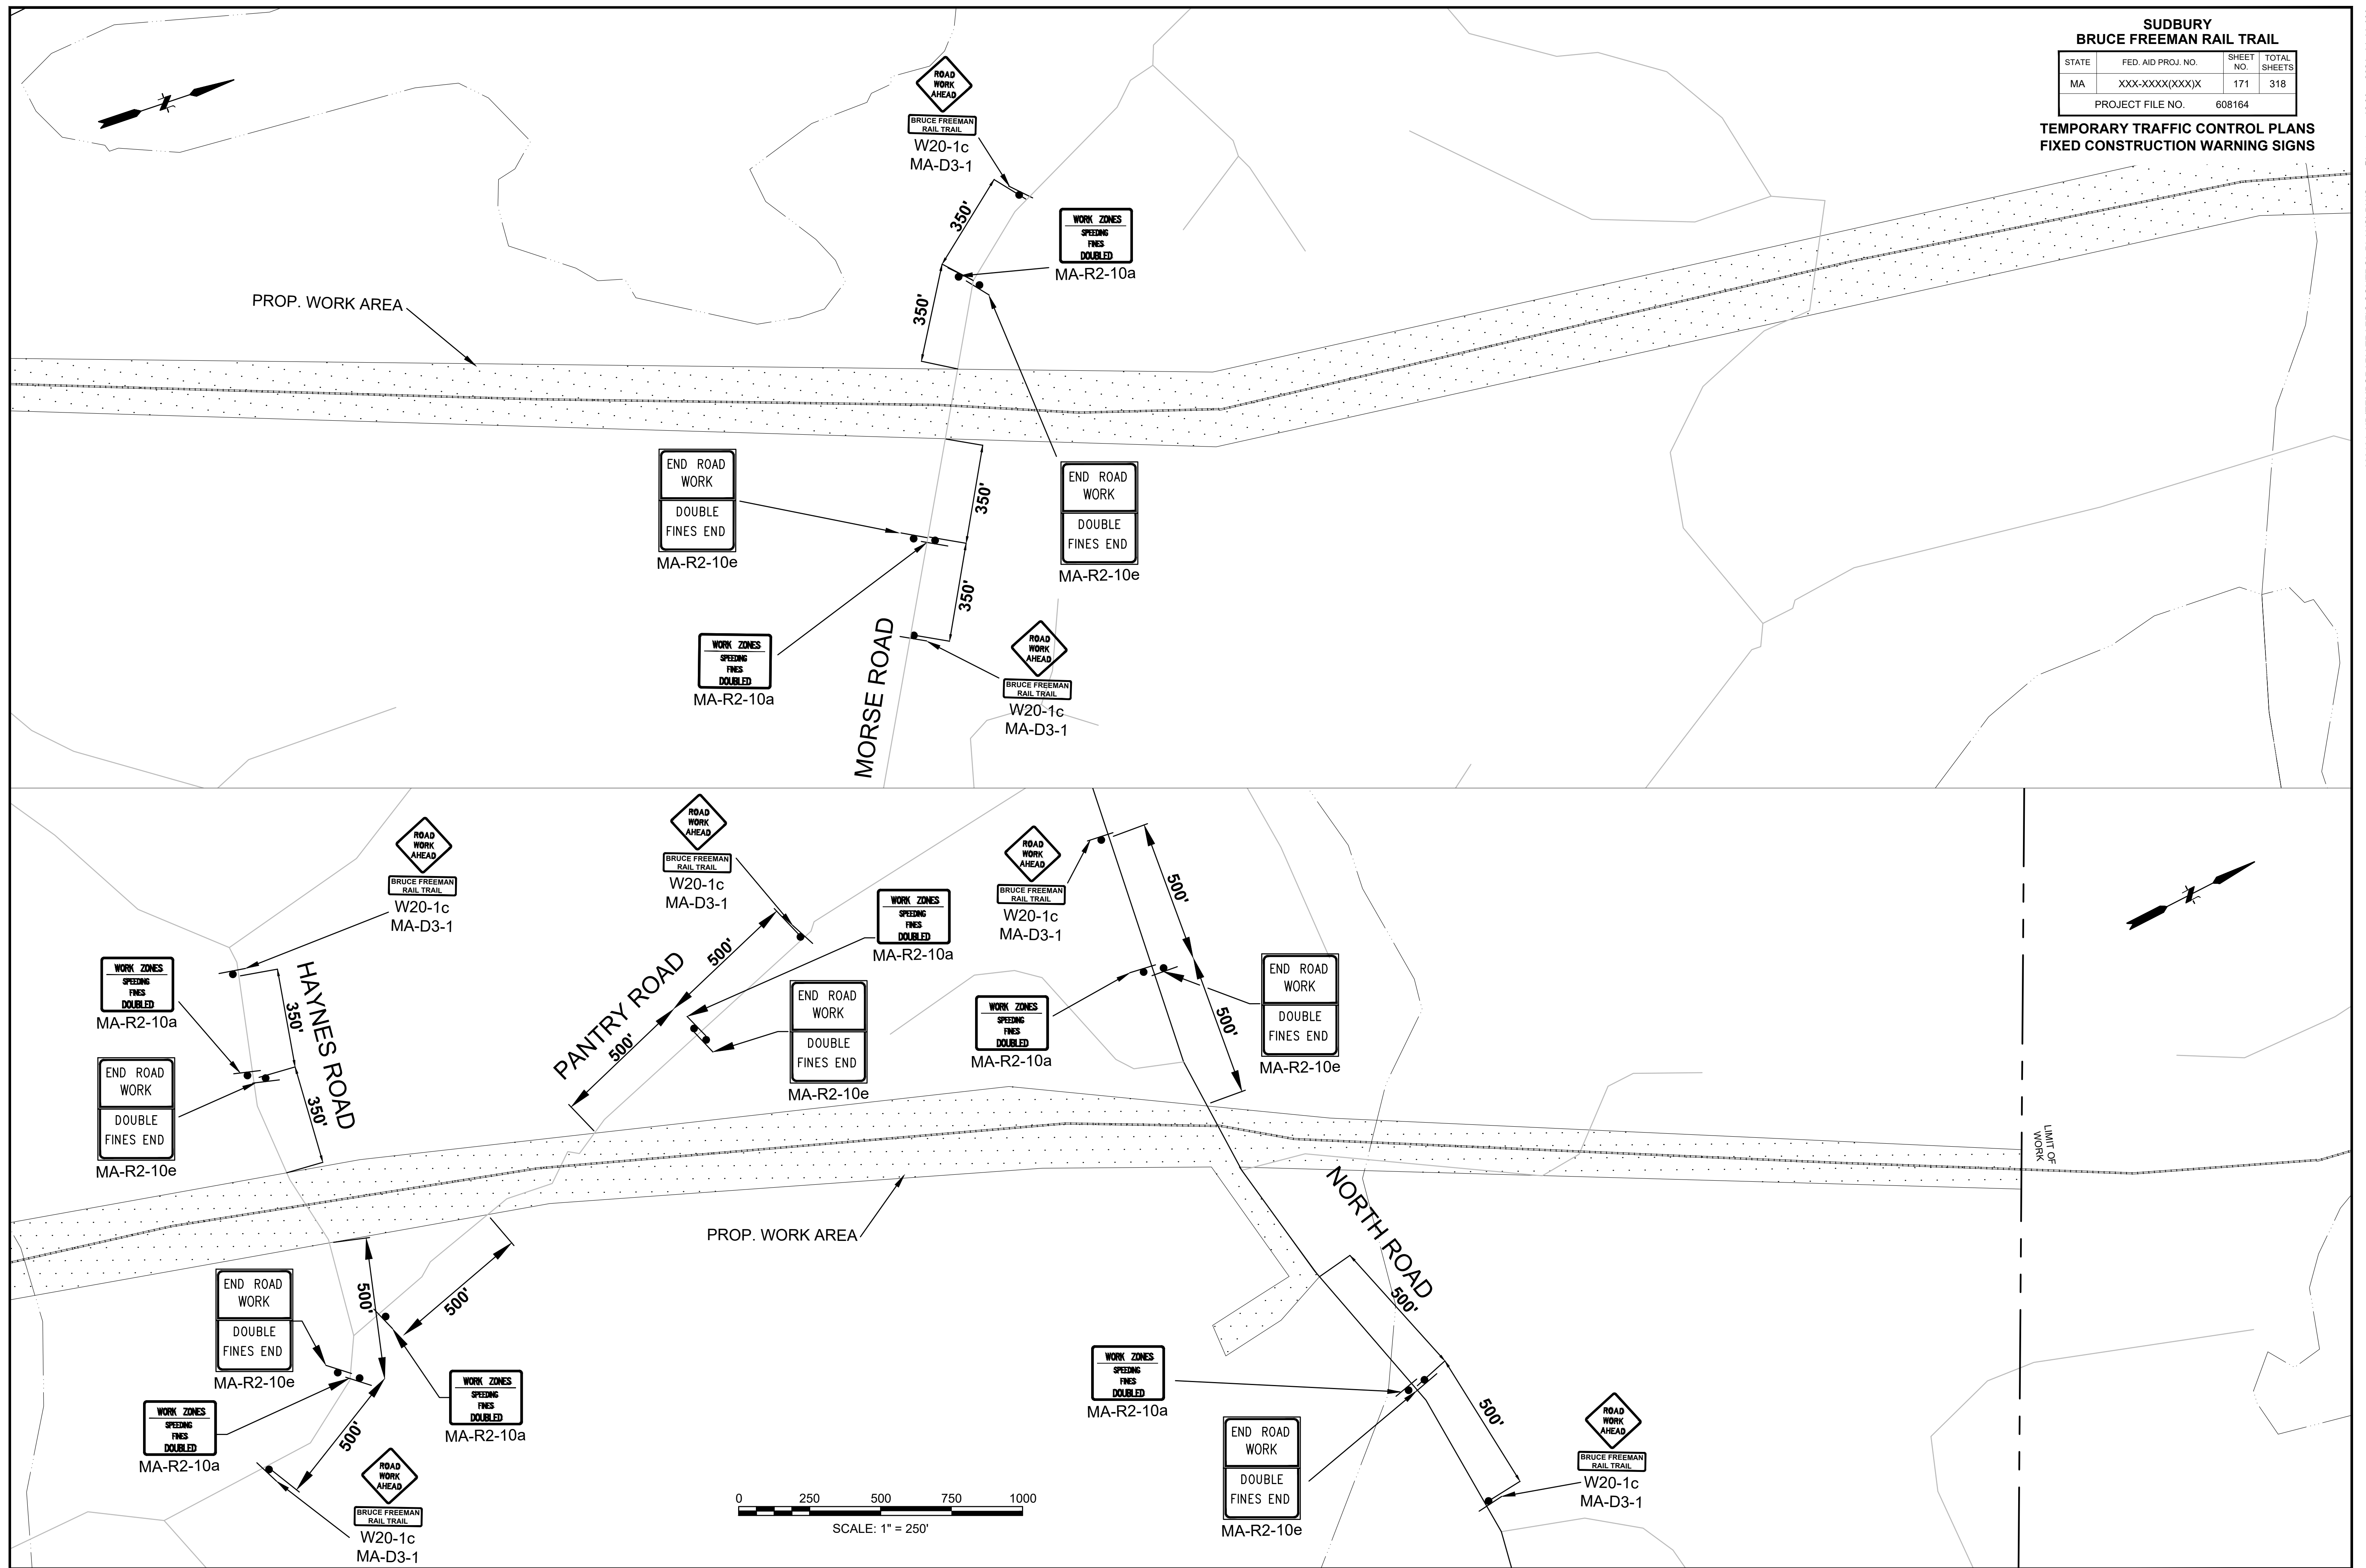 SUDBURY
BRUCE FREEMAN RAIL TRAIL
STATE FED. AID PROJ. NO. SHEET NO. TOTAL SHEETS
MA XXX-XXXX(XXX)X 171 318
PROJECT FILE NO. 608164
TEMPORARY TRAFFIC CONTROL PLANS
FIXED CONSTRUCTION WARNING SIGNS
ROAD
WORK
AHEAD
BRUCE FREEMAN
RAIL TRAIL
W20-1c
MA-D3-1
350'
WORK ZONES
SPEEDING
FINES
DOUBLED
MA-R2-10a
350'
PROP. WORK AREA
END ROAD
WORK
DOUBLE
FINES END
MA-R2-10e
350'
END ROAD
WORK
DOUBLE
FINES END
MA-R2-10e
350'
WORK ZONES
SPEEDING
FINES
DOUBLED
MA-R2-10a
MORSE ROAD
ROAD
WORK
AHEAD
BRUCE FREEMAN
RAIL TRAIL
W20-1c
MA-D3-1
ROAD
WORK
AHEAD
BRUCE FREEMAN
RAIL TRAIL
W20-1c
MA-D3-1
WORK ZONES
SPEEDING
FINES
DOUBLED
MA-R2-10a
350'
HAYNES ROAD
END ROAD
WORK
DOUBLE
FINES END
MA-R2-10e
350'
ROAD
WORK
AHEAD
BRUCE FREEMAN
RAIL TRAIL
W20-1c
MA-D3-1
WORK ZONES
SPEEDING
FINES
DOUBLED
MA-R2-10a
500'
PANTRY ROAD
500'
END ROAD
WORK
DOUBLE
FINES END
MA-R2-10e
ROAD
WORK
AHEAD
BRUCE FREEMAN
RAIL TRAIL
W20-1c
MA-D3-1
500'
WORK ZONES
SPEEDING
FINES
DOUBLED
MA-R2-10a
END ROAD
WORK
DOUBLE
FINES END
MA-R2-10e
500'
LIMIT OF
WORK
PROP. WORK AREA
NORTH ROAD
END ROAD
WORK
DOUBLE
FINES END
MA-R2-10e
500'
500'
WORK ZONES
SPEEDING
FINES
DOUBLED
MA-R2-10a
WORK ZONES
SPEEDING
FINES
DOUBLED
MA-R2-10a
500'
ROAD
WORK
AHEAD
BRUCE FREEMAN
RAIL TRAIL
W20-1c
MA-D3-1
0 250 500 750 1000
SCALE: 1" = 250'
500'
WORK ZONES
SPEEDING
FINES
DOUBLED
MA-R2-10a
500'
END ROAD
WORK
DOUBLE
FINES END
MA-R2-10e
ROAD
WORK
AHEAD
BRUCE FREEMAN
RAIL TRAIL
W20-1c
MA-D3-1